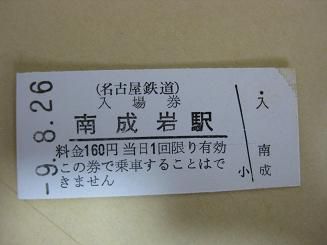 -9.8.26
(名古屋鉄道)
入場券
南成岩駅
料金160円 当日1回限り有効
この券で乗車することはで
きません
・入
南
小 成